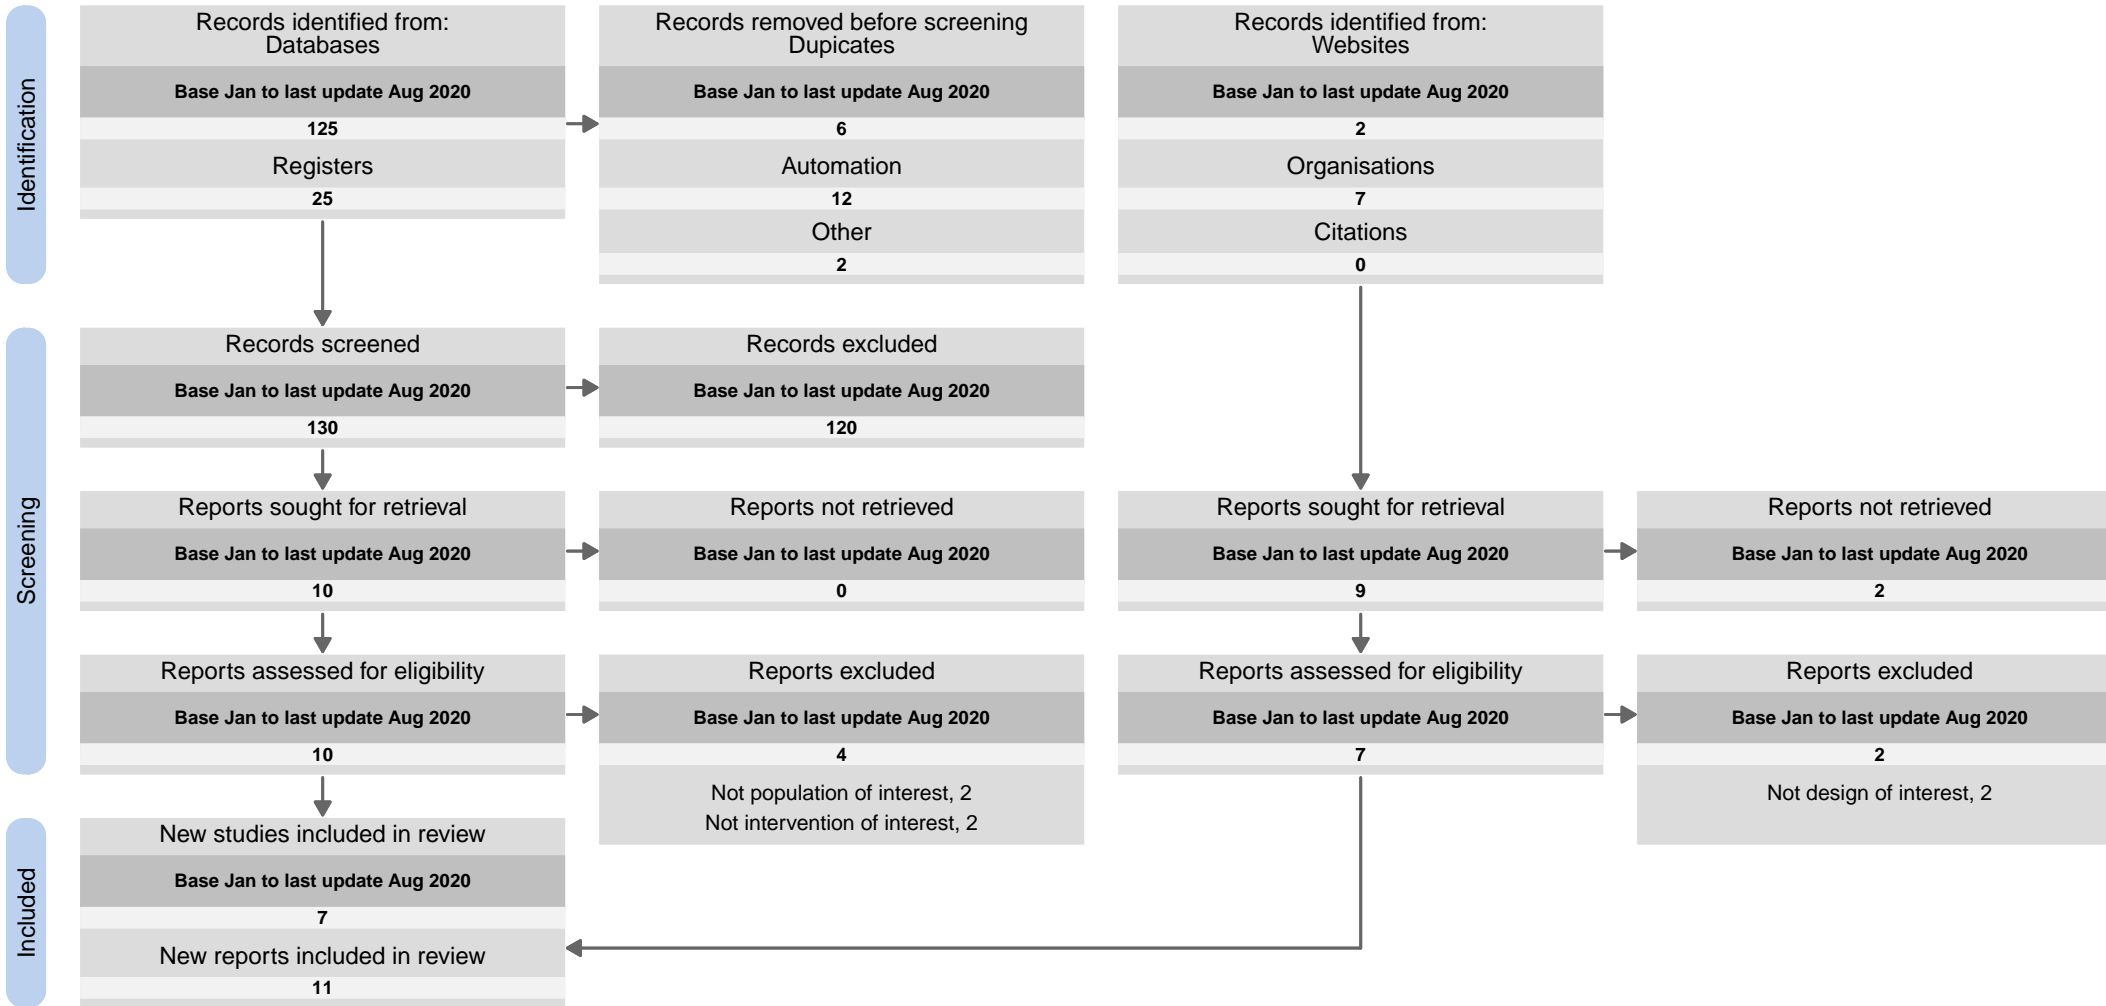 Identification
Records identified from:
Databases
Base Jan to last update Aug 2020
125
Registers
25
Records removed before screening
Dupicates
Base Jan to last update Aug 2020
6
Automation
12
Other
2
Records identified from:
Websites
Base Jan to last update Aug 2020
2
Organisations
7
Citations
0
Screening
Records screened
Base Jan to last update Aug 2020
130
Records excluded
Base Jan to last update Aug 2020
120
Reports sought for retrieval
Base Jan to last update Aug 2020
10
Reports not retrieved
Base Jan to last update Aug 2020
0
Reports sought for retrieval
Base Jan to last update Aug 2020
9
Reports not retrieved
Base Jan to last update Aug 2020
2
Reports assessed for eligibility
Base Jan to last update Aug 2020
10
Reports excluded
Base Jan to last update Aug 2020
4
Not population of interest, 2
Not intervention of interest, 2
Reports assessed for eligibility
Base Jan to last update Aug 2020
7
Reports excluded
Base Jan to last update Aug 2020
2
Not design of interest, 2
Included
New studies included in review
Base Jan to last update Aug 2020
7
New reports included in review
11